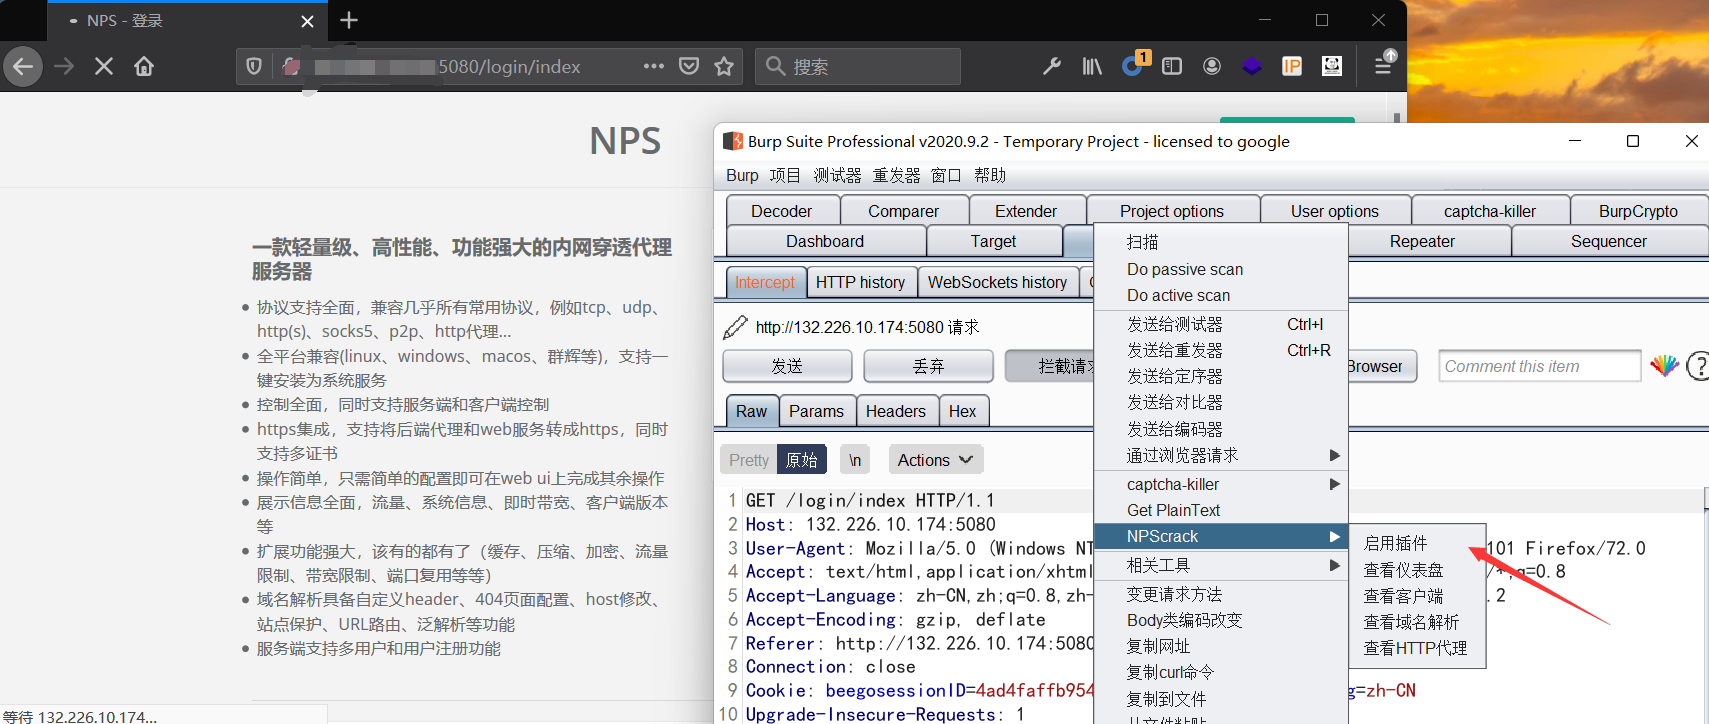 NPS - 登录
5080/login/index
搜索
1
IP
NPS
一款轻量级、高性能、功能强大的内网穿透代理
服务器
协议支持全面，兼容几乎所有常用协议，例如tcp、udp、
http(s)、socks5、p2p、http代理...
全平台兼容(linux、windows、macos、群辉等)，支持一
键安装为系统服务
控制全面，同时支持服务端和客户端控制
https集成，支持将后端代理和web服务转成https，同时
支持多证书
操作简单，只需简单的配置即可在web ui上完成其余操作
展示信息全面，流量、系统信息、即时带宽、客户端版本
等
扩展功能强大，该有的都有了（缓存、压缩、加密、流量
限制、带宽限制、端口复用等等）
域名解析具备自定义header、404页面配置、host修改、
站点保护、URL路由、泛解析等功能
服务端支持多用户和用户注册功能
等待 132.226.10.174...
Burp Suite Professional v2020.9.2 - Temporary Project - licensed to google
Burp 项目 测试器 重发器 窗口 帮助
Decoder Comparer Extender Project options User options captcha-killer BurpCrypto
Dashboard Target Repeater Sequencer
Intercept HTTP history WebSockets history
http://132.226.10.174:5080 请求
发送 丢弃 拦截请求 Browser Comment this item ?
Raw Params Headers Hex
Pretty 原始 \n Actions
1 GET /login/index HTTP/1.1
2 Host: 132.226.10.174:5080
3 User-Agent: Mozilla/5.0 (Windows NT 101 Firefox/72.0
4 Accept: text/html,application/xhtml /*;q=0.8
5 Accept-Language: zh-CN,zh;q=0.8,zh- .2
6 Accept-Encoding: gzip, deflate
7 Referer: http://132.226.10.174:5080
8 Connection: close
9 Cookie: beegosessionID=4ad4faffb954 g=zh-CN
10 Upgrade-Insecure-Requests: 1
扫描
Do passive scan
Do active scan
发送给测试器 Ctrl+I
发送给重发器 Ctrl+R
发送给定序器
发送给对比器
发送给编码器
通过浏览器请求
captcha-killer
Get PlainText
NPScrack
相关工具
变更请求方法
Body类编码改变
复制网址
复制curl命令
复制到文件
启用插件
查看仪表盘
查看客户端
查看域名解析
查看HTTP代理